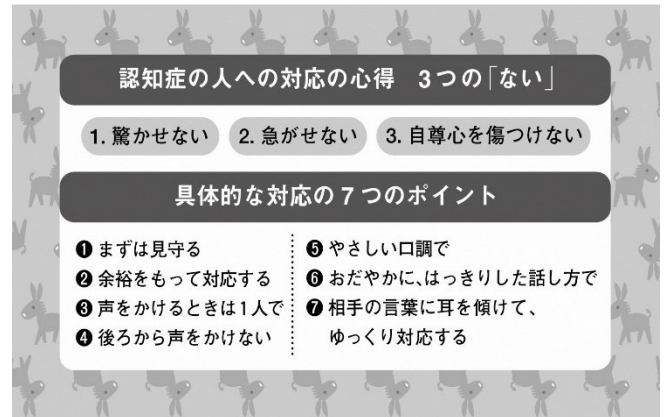 認知症の人への対応の心得　3つの「ない」
1. 驚かせない
2. 急がせない
3. 自尊心を傷つけない
具体的な対応の7つのポイント
❶ まずは見守る
❷ 余裕をもって対応する
❸ 声をかけるときは1人で
❹ 後ろから声をかけない
❺ やさしい口調で
❻ おだやかに、はっきりした話し方で
❼ 相手の言葉に耳を傾けて、
ゆっくり対応する